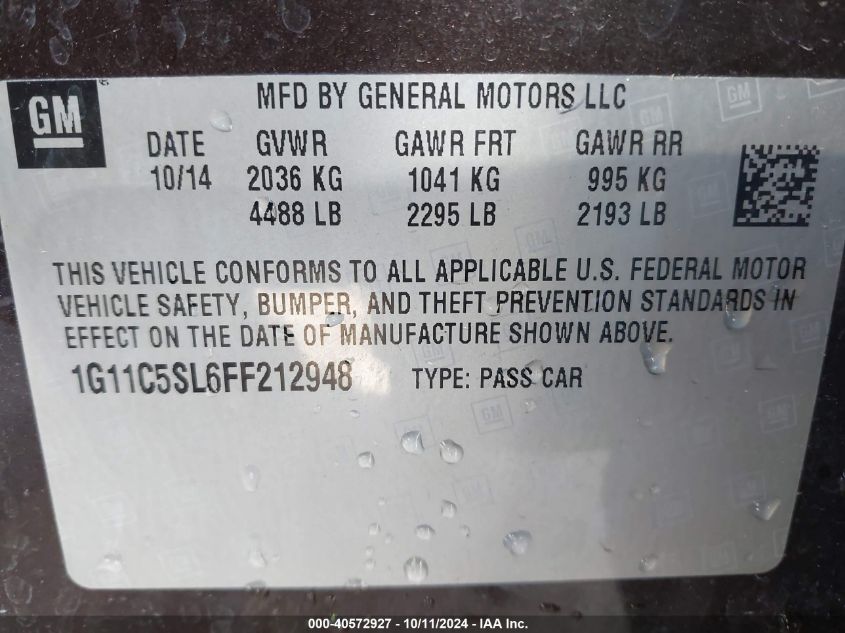 GM
MFD BY GENERAL MOTORS LLC
DATE GVWR GAWR FRT GAWR RR
10/14 2036 KG 1041 KG 995 KG
4488 LB 2295 LB 2193 LB
THIS VEHICLE CONFORMS TO ALL APPLICABLE U.S. FEDERAL MOTOR
VEHICLE SAFETY, BUMPER, AND THEFT PREVENTION STANDARDS IN
EFFECT ON THE DATE OF MANUFACTURE SHOWN ABOVE.
1G11C5SL6FF212948 TYPE: PASS CAR
000-40572927 - 10/11/2024 - IAA Inc.